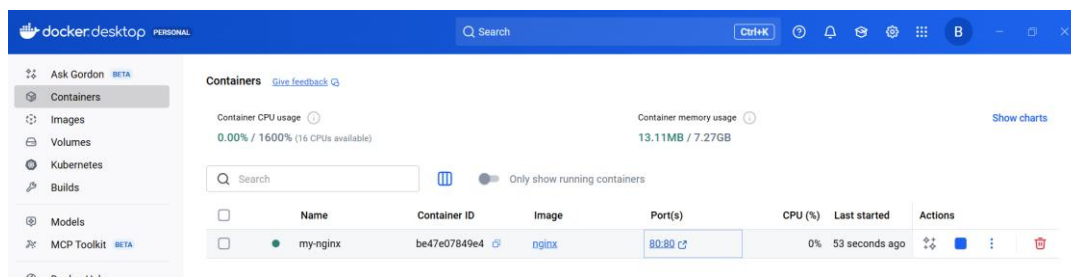 docker.desktop PERSONAL
Search
Ctrl+K
B
Ask Gordon BETA
Containers
Images
Volumes
Kubernetes
Builds
Models
MCP Toolkit BETA
Containers Give feedback
Container CPU usage
0.00% / 1600% (16 CPUs available)
Container memory usage
13.11MB / 7.27GB
Show charts
Search
Only show running containers
Name Container ID Image Port(s) CPU (%) Last started Actions
my-nginx be47e07849e4 nginx 80:80 0% 53 seconds ago